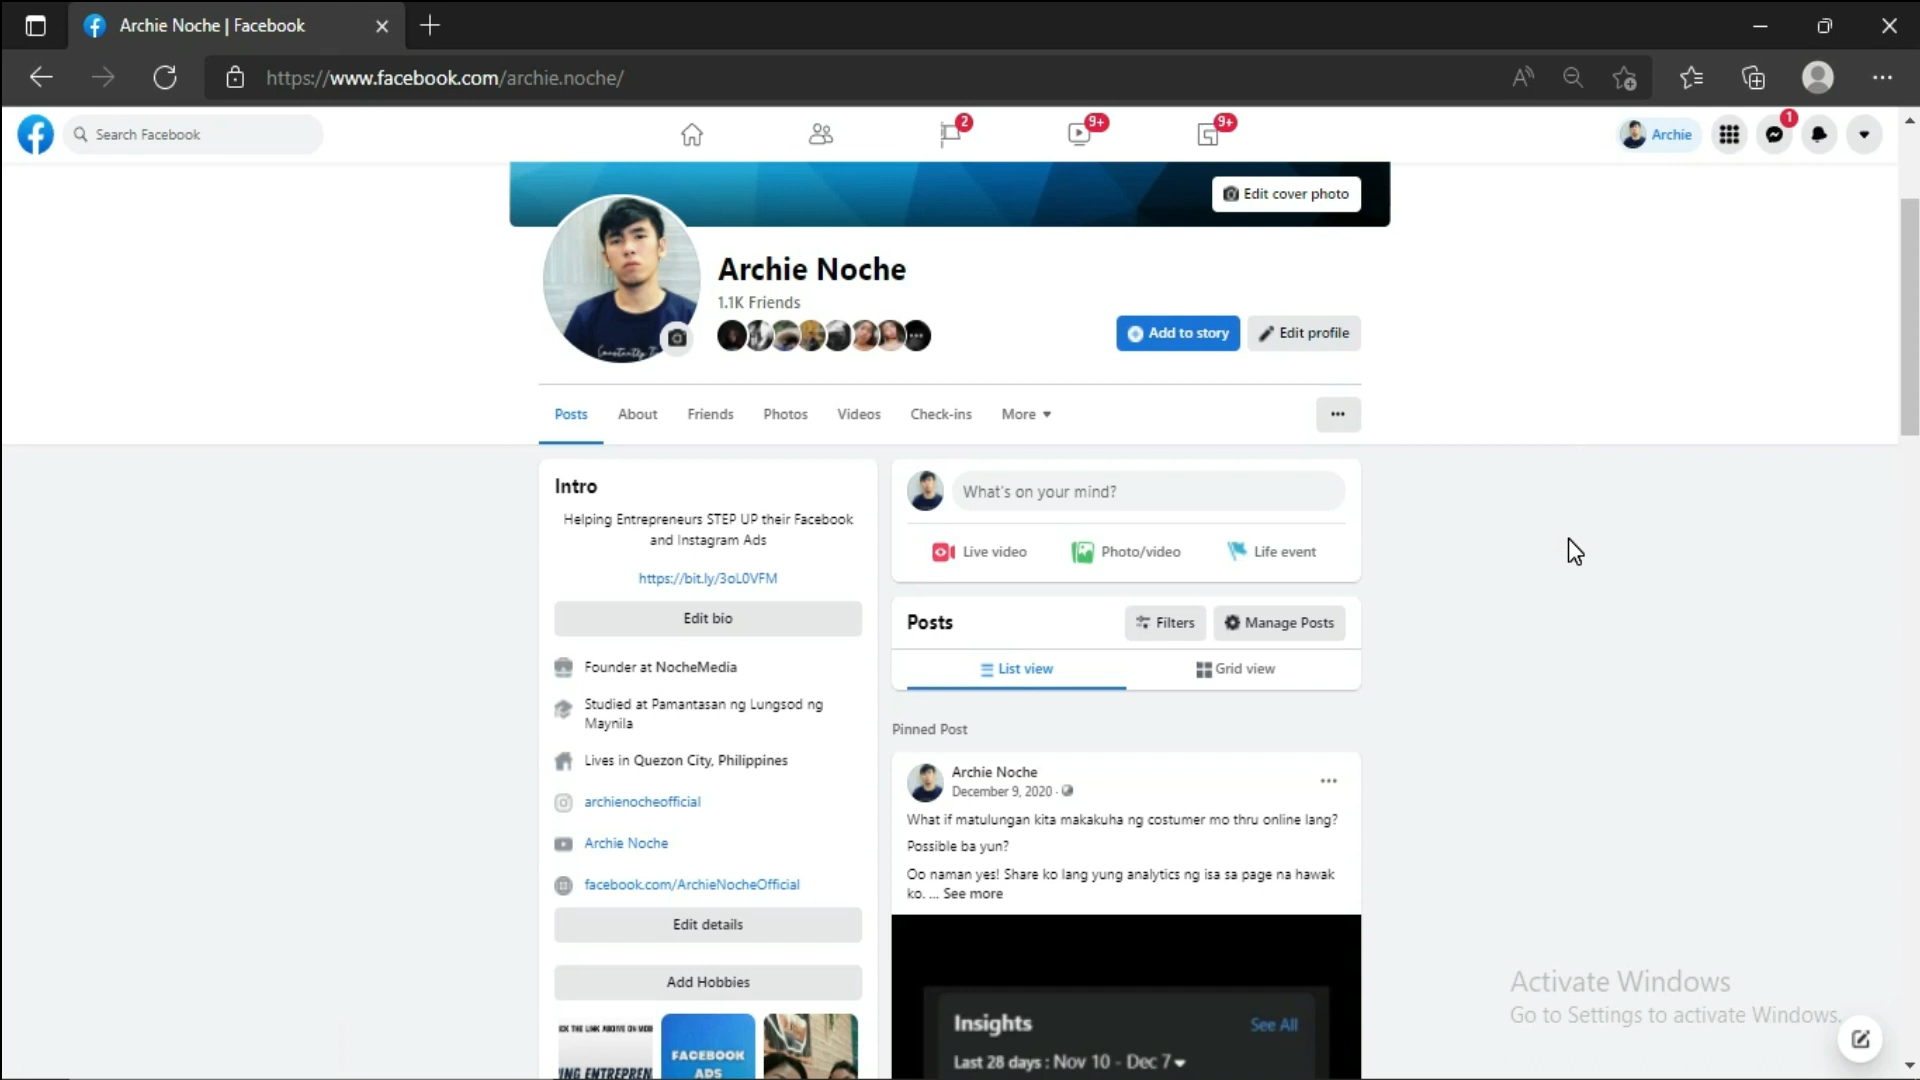 Archie Noche | Facebook
https://www.facebook.com/archie.noche/
Search Facebook
2
9+
9+
Archie
1
Edit cover photo
Archie Noche
1.1K Friends
Add to story
Edit profile
Posts
About
Friends
Photos
Videos
Check-ins
More
Intro
Helping Entrepreneurs STEP UP their Facebook
and Instagram Ads
https://bit.ly/3oL0VFM
Edit bio
Founder at NocheMedia
Studied at Pamantasan ng Lungsod ng
Maynila
Lives in Quezon City, Philippines
archienocheofficial
Archie Noche
facebook.com/ArchieNocheOfficial
Edit details
Add Hobbies
FACEBOOK
ADS
What's on your mind?
Live video
Photo/video
Life event
Posts
Filters
Manage Posts
List view
Grid view
Pinned Post
Archie Noche
December 9, 2020 ·
What if matulungan kita makakuha ng costumer mo thru online lang?
Possible ba yun?
Oo naman yes! Share ko lang yung analytics ng isa sa page na hawak
ko. ... See more
Insights
See All
Last 28 days : Nov 10 - Dec 7
Activate Windows
Go to Settings to activate Windows.